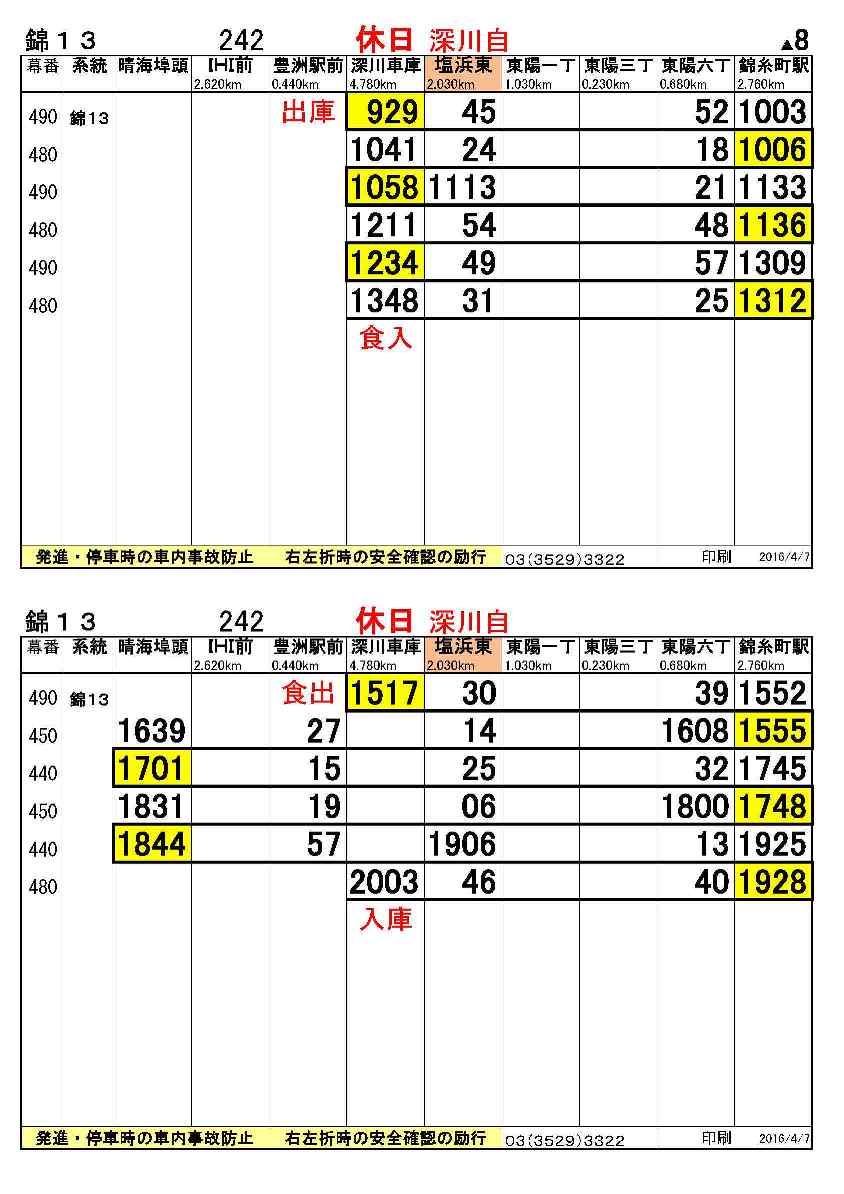 錦１３ 242 休日 深川自 ▲8
幕番 系統 晴海埠頭 IHI前 豊洲駅前 深川車庫 塩浜東 東陽一丁 東陽三丁 東陽六丁 錦糸町駅
2.620km 0.440km 4.780km 2.030km 1.030km 0.230km 0.680km 2.760km
490 錦13 出庫 929 45 52 1003
480 1041 24 18 1006
490 1058 1113 21 1133
480 1211 54 48 1136
490 1234 49 57 1309
480 1348 31 25 1312
食入
発進・停車時の車内事故防止 右左折時の安全確認の励行 03(3529)3322 印刷 2016/4/7
錦１３ 242 休日 深川自
幕番 系統 晴海埠頭 IHI前 豊洲駅前 深川車庫 塩浜東 東陽一丁 東陽三丁 東陽六丁 錦糸町駅
2.620km 0.440km 4.780km 2.030km 1.030km 0.230km 0.680km 2.760km
490 錦13 食出 1517 30 39 1552
450 1639 27 14 1608 1555
440 1701 15 25 32 1745
450 1831 19 06 1800 1748
440 1844 57 1906 13 1925
480 2003 46 40 1928
入庫
発進・停車時の車内事故防止 右左折時の安全確認の励行 03(3529)3322 印刷 2016/4/7